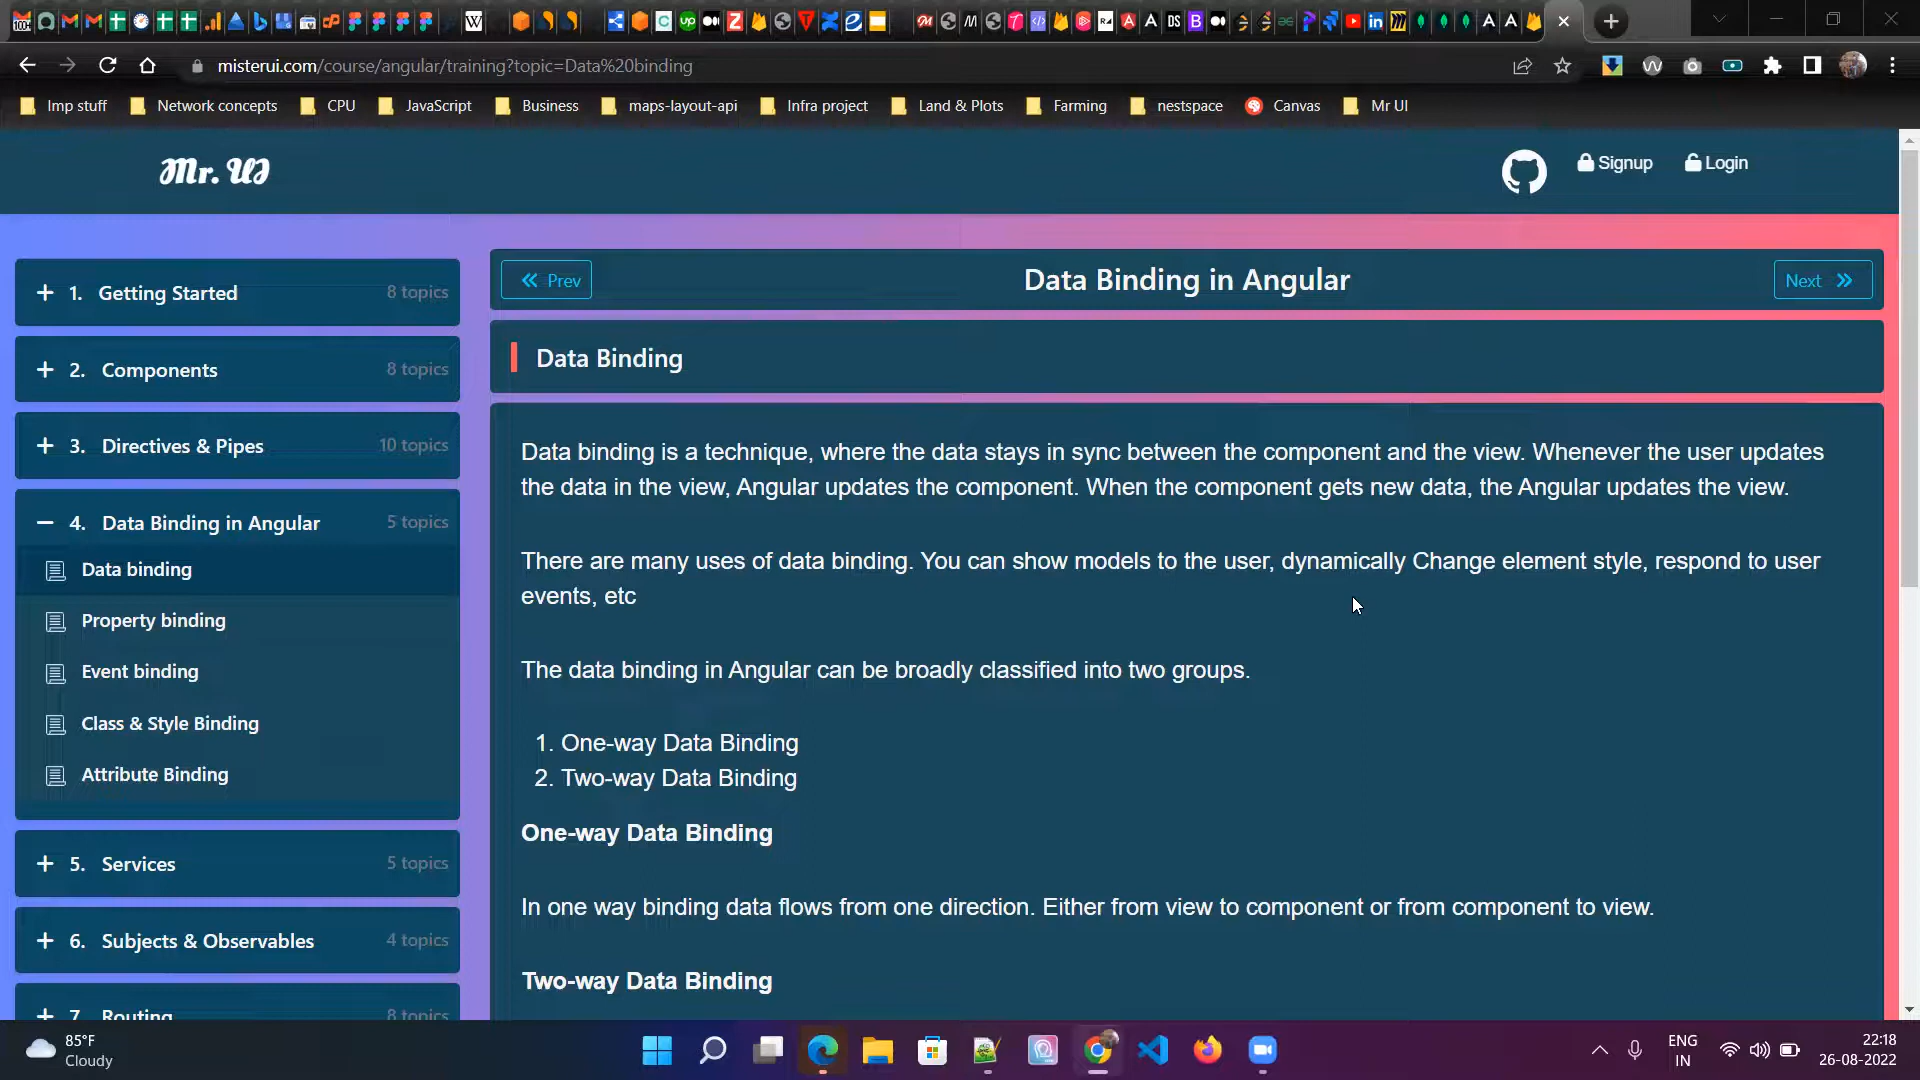 misterui.com/course/angular/training?topic=Data%20binding
Imp stuff Network concepts CPU JavaScript Business maps-layout-api Infra project Land & Plots Farming nestspace Canvas Mr UI
Mr. UI
Signup Login
1. Getting Started 8 topics
2. Components 8 topics
3. Directives & Pipes 10 topics
4. Data Binding in Angular 5 topics
Data binding
Property binding
Event binding
Class & Style Binding
Attribute Binding
5. Services 5 topics
6. Subjects & Observables 4 topics
7. Routing 8 topics
Prev Data Binding in Angular Next
Data Binding
Data binding is a technique, where the data stays in sync between the component and the view. Whenever the user updates
the data in the view, Angular updates the component. When the component gets new data, the Angular updates the view.
There are many uses of data binding. You can show models to the user, dynamically Change element style, respond to user
events, etc
The data binding in Angular can be broadly classified into two groups.
1. One-way Data Binding
2. Two-way Data Binding
One-way Data Binding
In one way binding data flows from one direction. Either from view to component or from component to view.
Two-way Data Binding
85°F
Cloudy
ENG
IN
22:18
26-08-2022